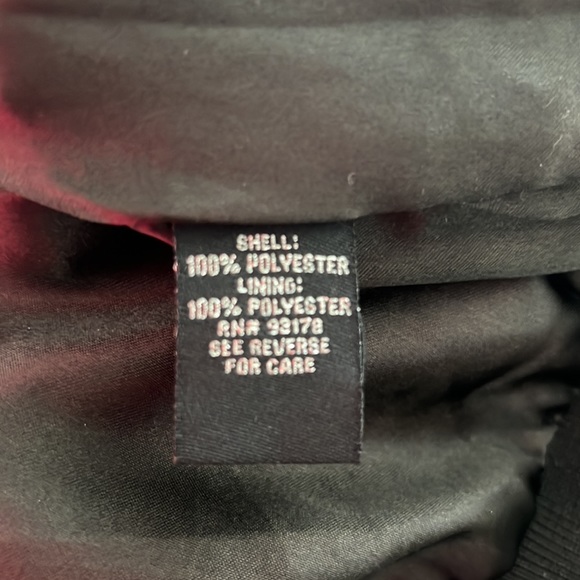 SHELL:
100% POLYESTER
LINING:
100% POLYESTER
RN# 93178
SEE REVERSE
FOR CARE